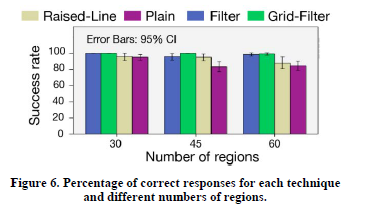 Raised-Line Plain Filter Grid-Filter
Error Bars: 95% CI
Success rate
100
80
60
40
20
0
30 45 60
Number of regions
Figure 6. Percentage of correct responses for each technique
and different numbers of regions.